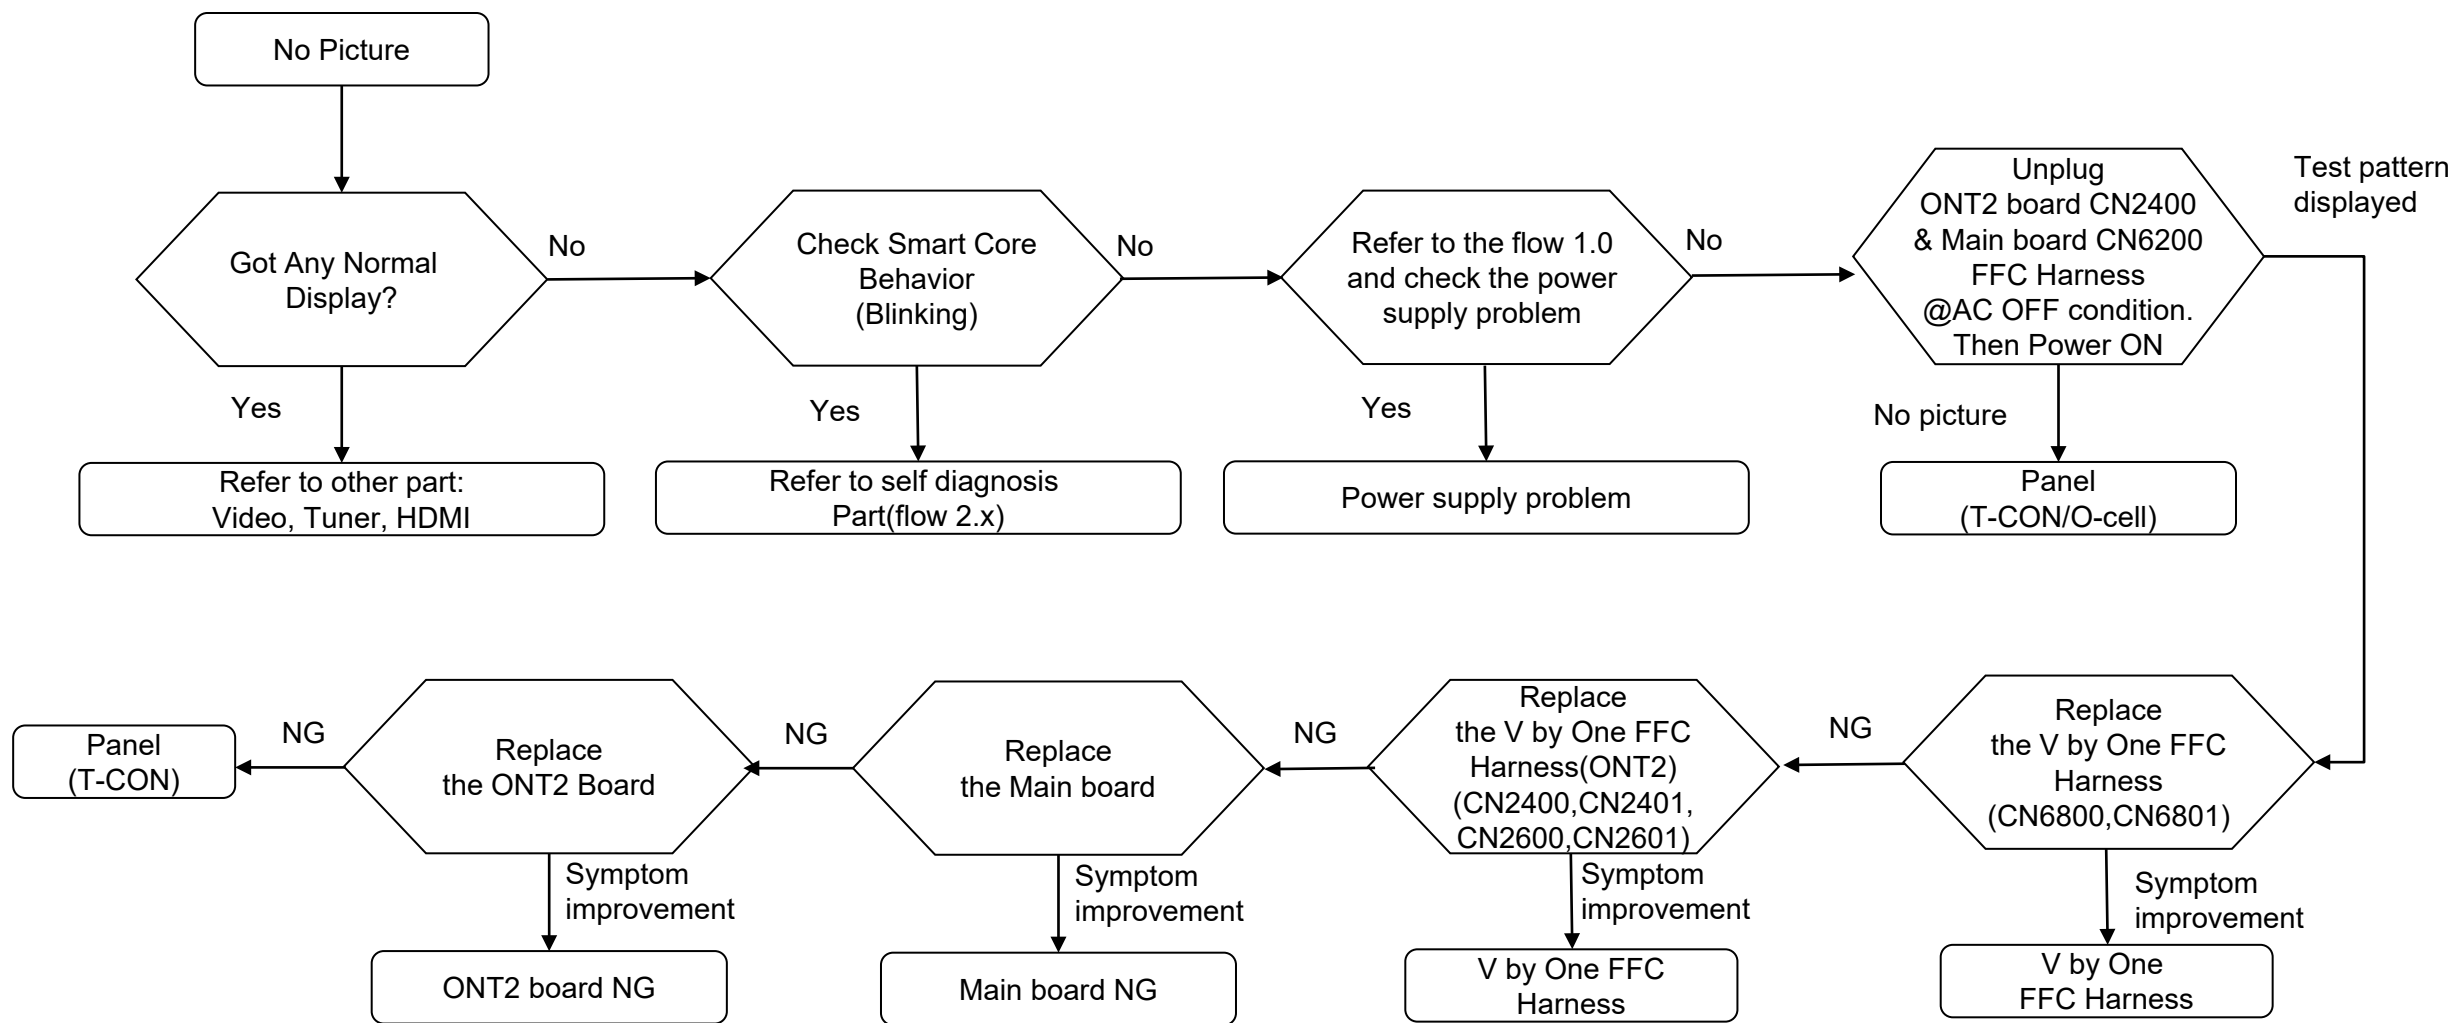 No Picture
Got Any Normal
Display?
No
Check Smart Core
Behavior
(Blinking)
No
Refer to the flow 1.0
and check the power
supply problem
No
Unplug
ONT2 board CN2400
& Main board CN6200
FFC Harness
@AC OFF condition.
Then Power ON
Test pattern
displayed
Yes
Yes
Yes
No picture
Refer to other part:
Video, Tuner, HDMI
Refer to self diagnosis
Part(flow 2.x)
Power supply problem
Panel
(T-CON/O-cell)
Panel
(T-CON)
NG
Replace
the ONT2 Board
NG
Replace
the Main board
NG
Replace
the V by One FFC
Harness(ONT2)
(CN2400,CN2401,
CN2600,CN2601)
NG
Replace
the V by One FFC
Harness
(CN6800,CN6801)
Symptom
improvement
Symptom
improvement
Symptom
improvement
Symptom
improvement
ONT2 board NG
Main board NG
V by One FFC
Harness
V by One
FFC Harness